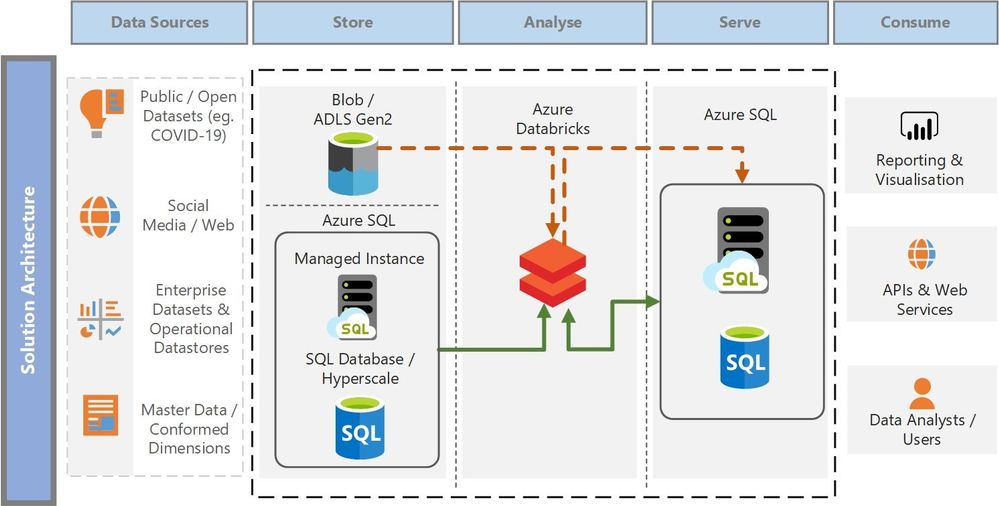 Data Sources
Store
Analyse
Serve
Consume
Solution Architecture
Public / Open
Datasets (eg.
COVID-19)
Social
Media / Web
Enterprise
Datasets &
Operational
Datastores
Master Data /
Conformed
Dimensions
Blob /
ADLS Gen2
Azure SQL
Managed Instance
SQL
SQL Database /
Hyperscale
SQL
Azure
Databricks
Azure SQL
SQL
SQL
Reporting &
Visualisation
APIs & Web
Services
Data Analysts /
Users